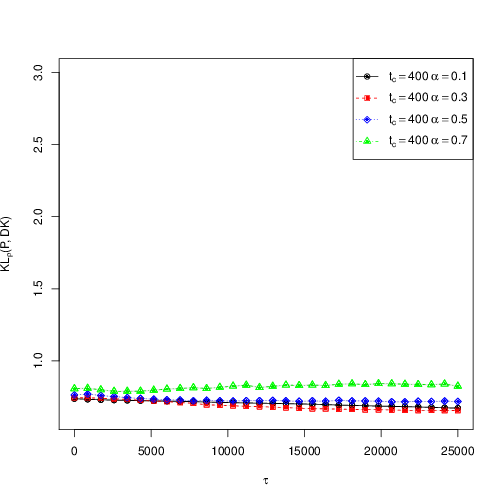 3.0
2.5
2.0
1.5
1.0
KLₚ(P, DK)
t_c = 400 α = 0.1
t_c = 400 α = 0.3
t_c = 400 α = 0.5
t_c = 400 α = 0.7
0 5000 10000 15000 20000 25000
τ